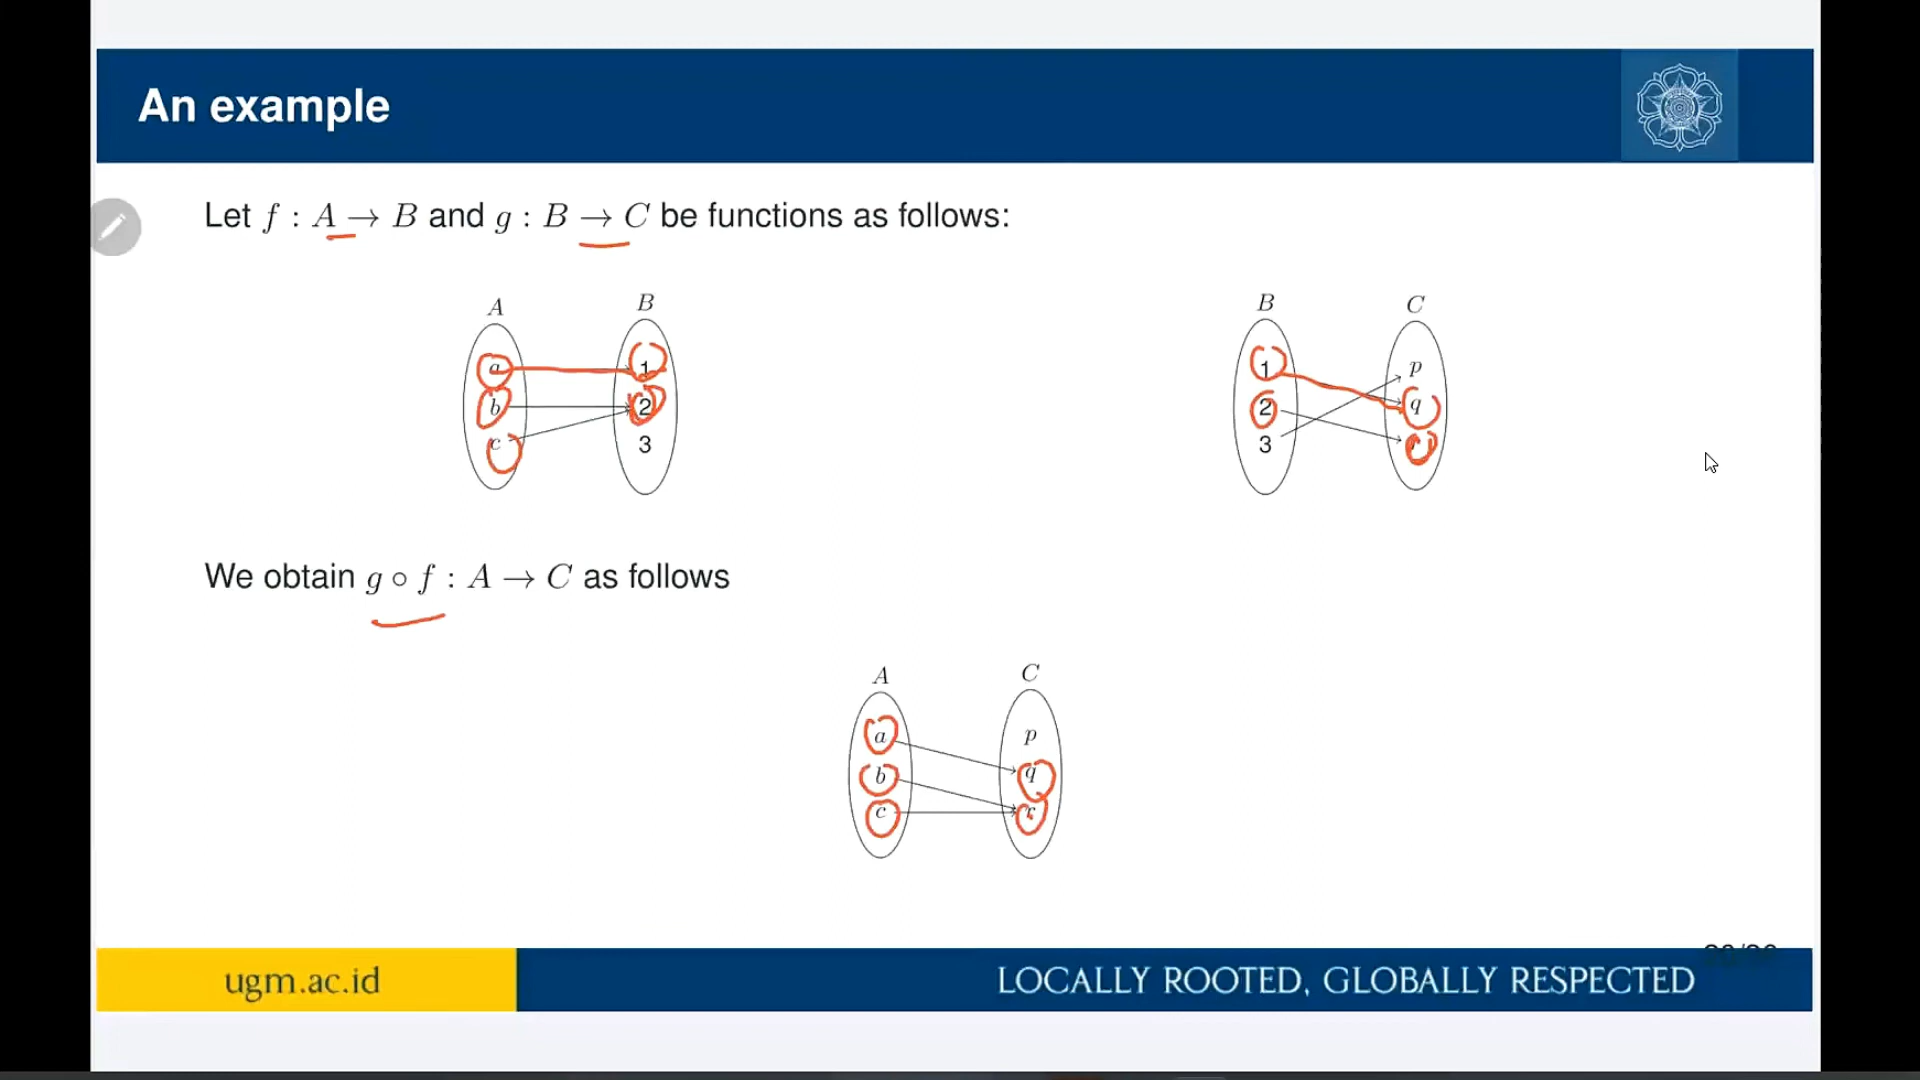 An example
Let f : A → B and g : B → C be functions as follows:
A B
a 1
b 2
c 3
B C
1 p
2 q
3
We obtain g ∘ f : A → C as follows
A C
a p
b q
c r
ugm.ac.id
LOCALLY ROOTED, GLOBALLY RESPECTED